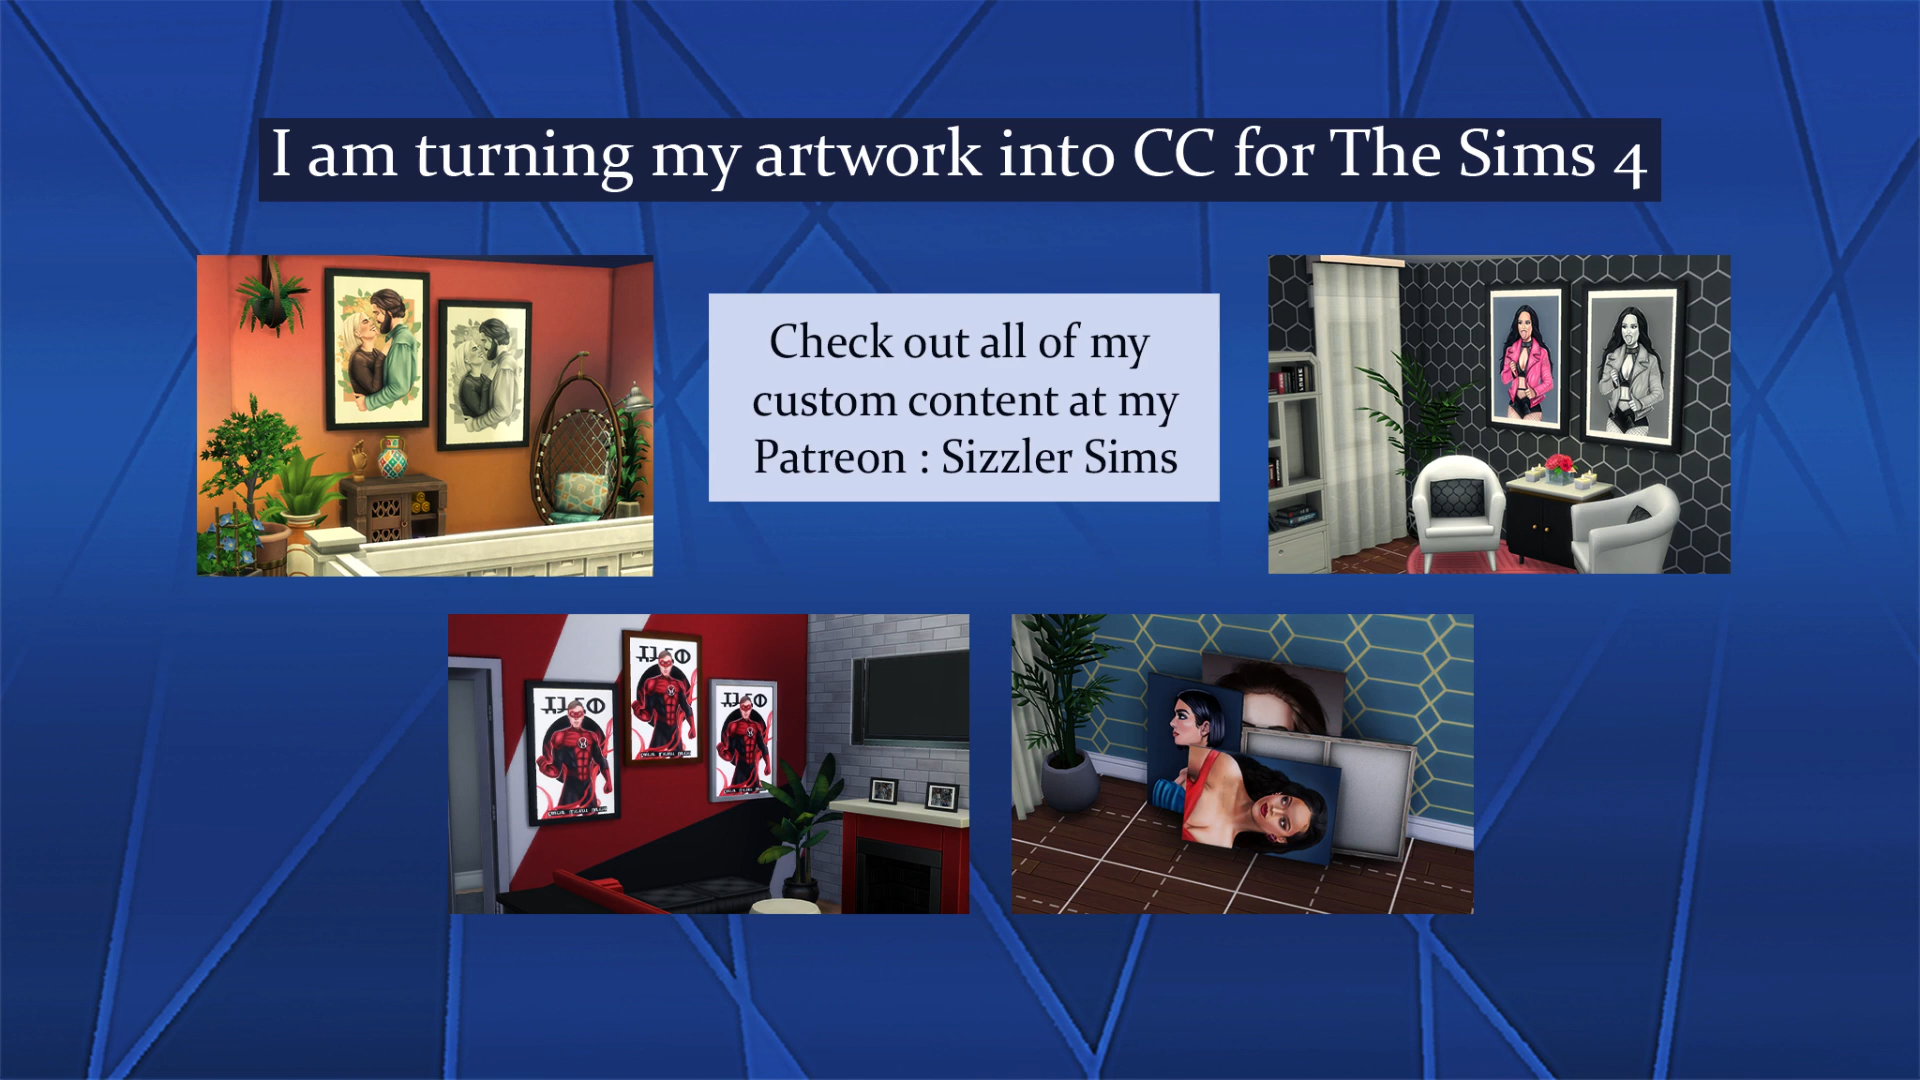 I am turning my artwork into CC for The Sims 4
Check out all of my
custom content at my
Patreon : Sizzler Sims